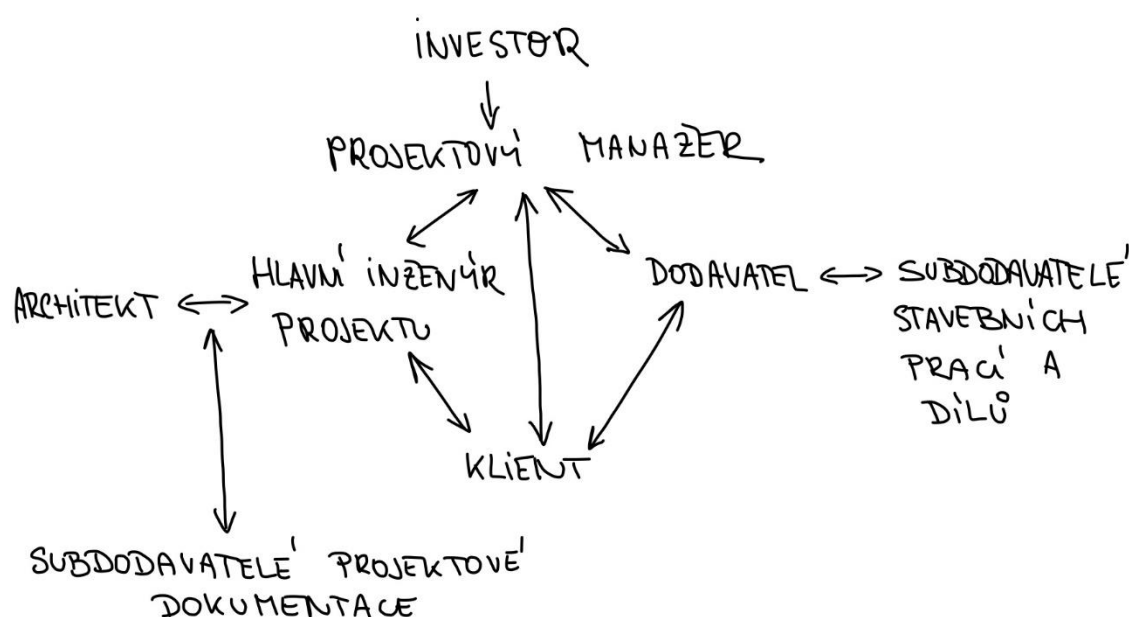 INVESTOR
PROJEKTOVÝ MANAŽER
HLAVNÍ INŽENÝR
PROJEKTU
ARCHITEKT
DODAVATEL
SUBDODAVATELÉ
STAVEBNÍCH
PRACÍ A
DÍLŮ
KLIENT
SUBDODAVATELÉ PROJEKTOVÉ
DOKUMENTACE